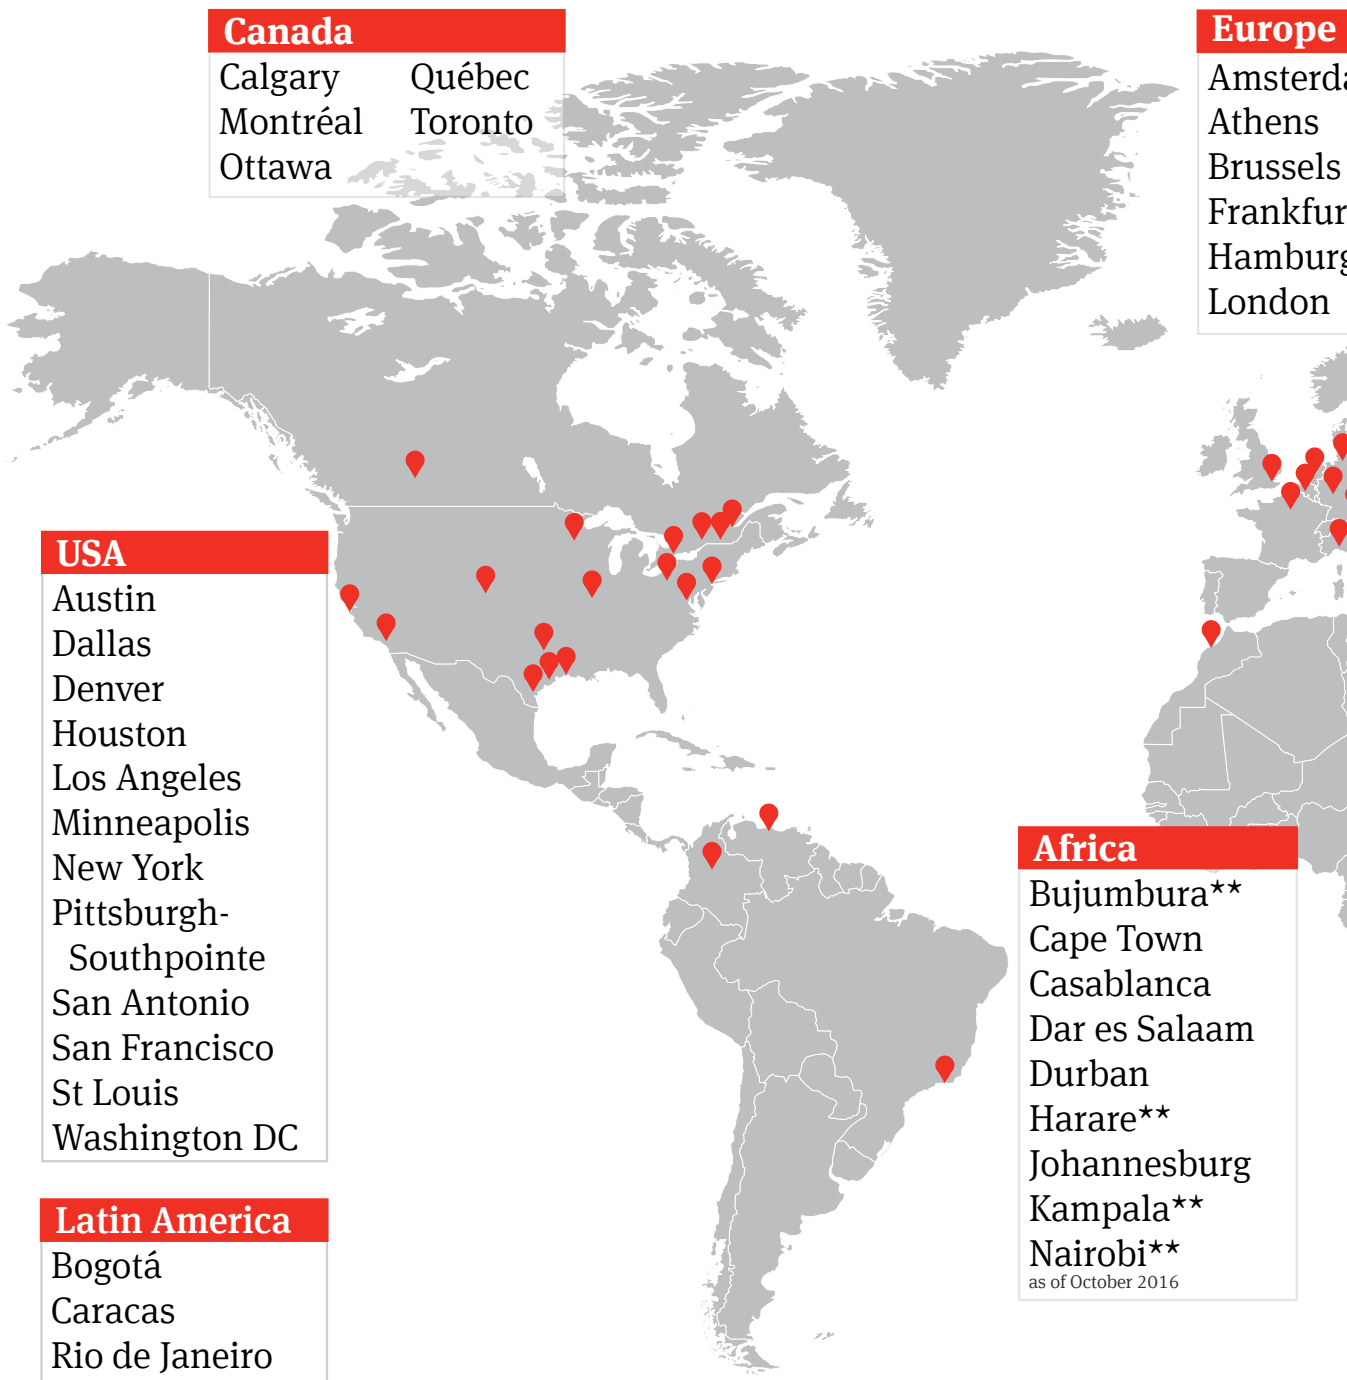 Canada
Calgary Québec
Montréal Toronto
Ottawa
Europe
Athens
Brussels
London
USA
Austin
Dallas
Denver
Houston
Los Angeles
Minneapolis
New York
Pittsburgh-
Southpointe
San Antonio
San Francisco
St Louis
Washington DC
Latin America
Bogotá
Caracas
Rio de Janeiro
Africa
Bujumbura**
Cape Town
Casablanca
Dar es Salaam
Durban
Harare**
Johannesburg
Kampala**
Nairobi**
as of October 2016